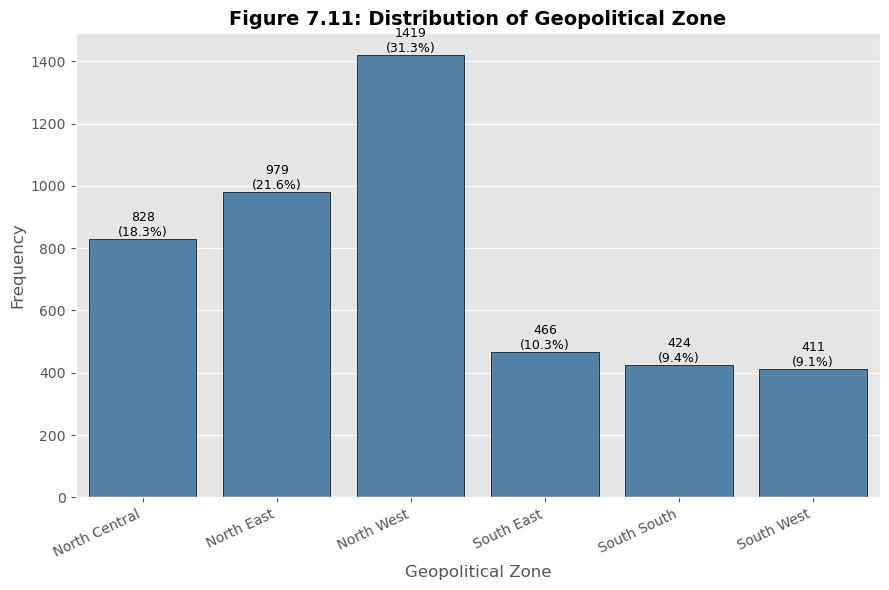 Figure 7.11: Distribution of Geopolitical Zone
1419
(31.3%)
1400
1200
979
(21.6%)
1000
828
(18.3%)
800
600
466
(10.3%)
424
(9.4%)
411
(9.1%)
400
200
0
Frequency
North Central
North East
North West
South East
South South
South West
Geopolitical Zone